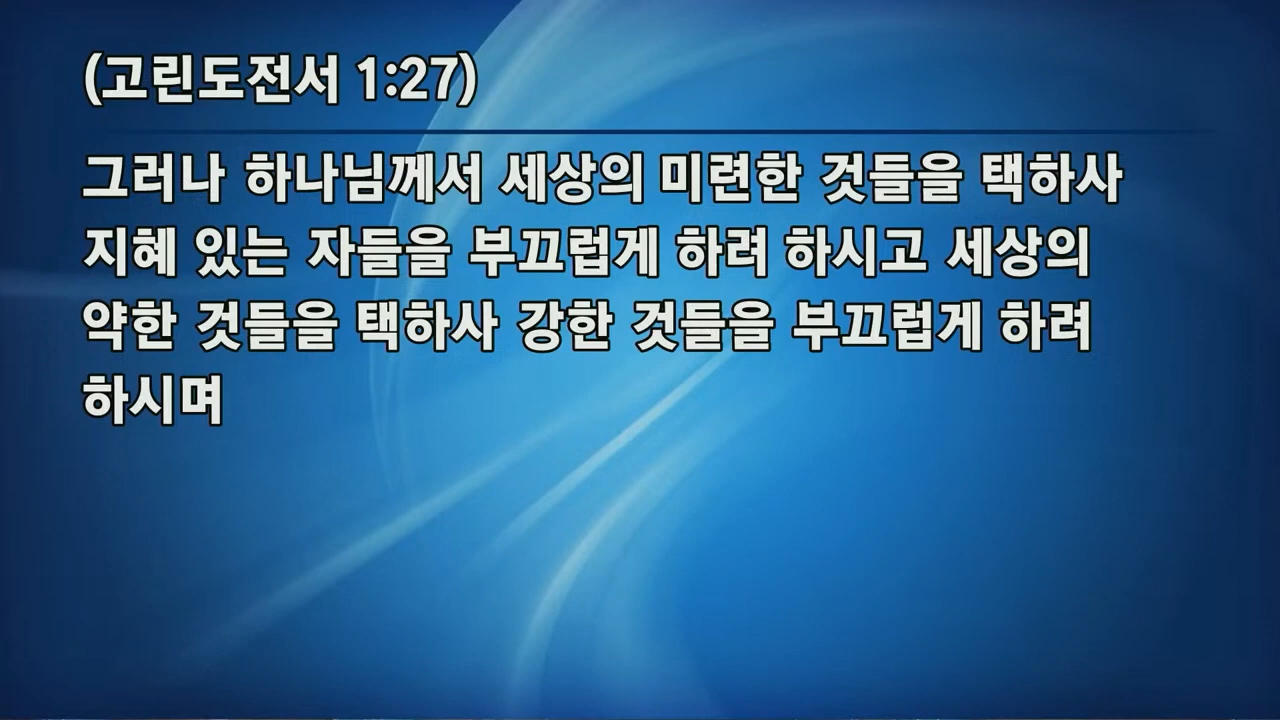 (고린도전서 1:27)
그러나 하나님께서 세상의 미련한 것들을 택하사
지혜 있는 자들을 부끄럽게 하려 하시고 세상의
약한 것들을 택하사 강한 것들을 부끄럽게 하려
하시며